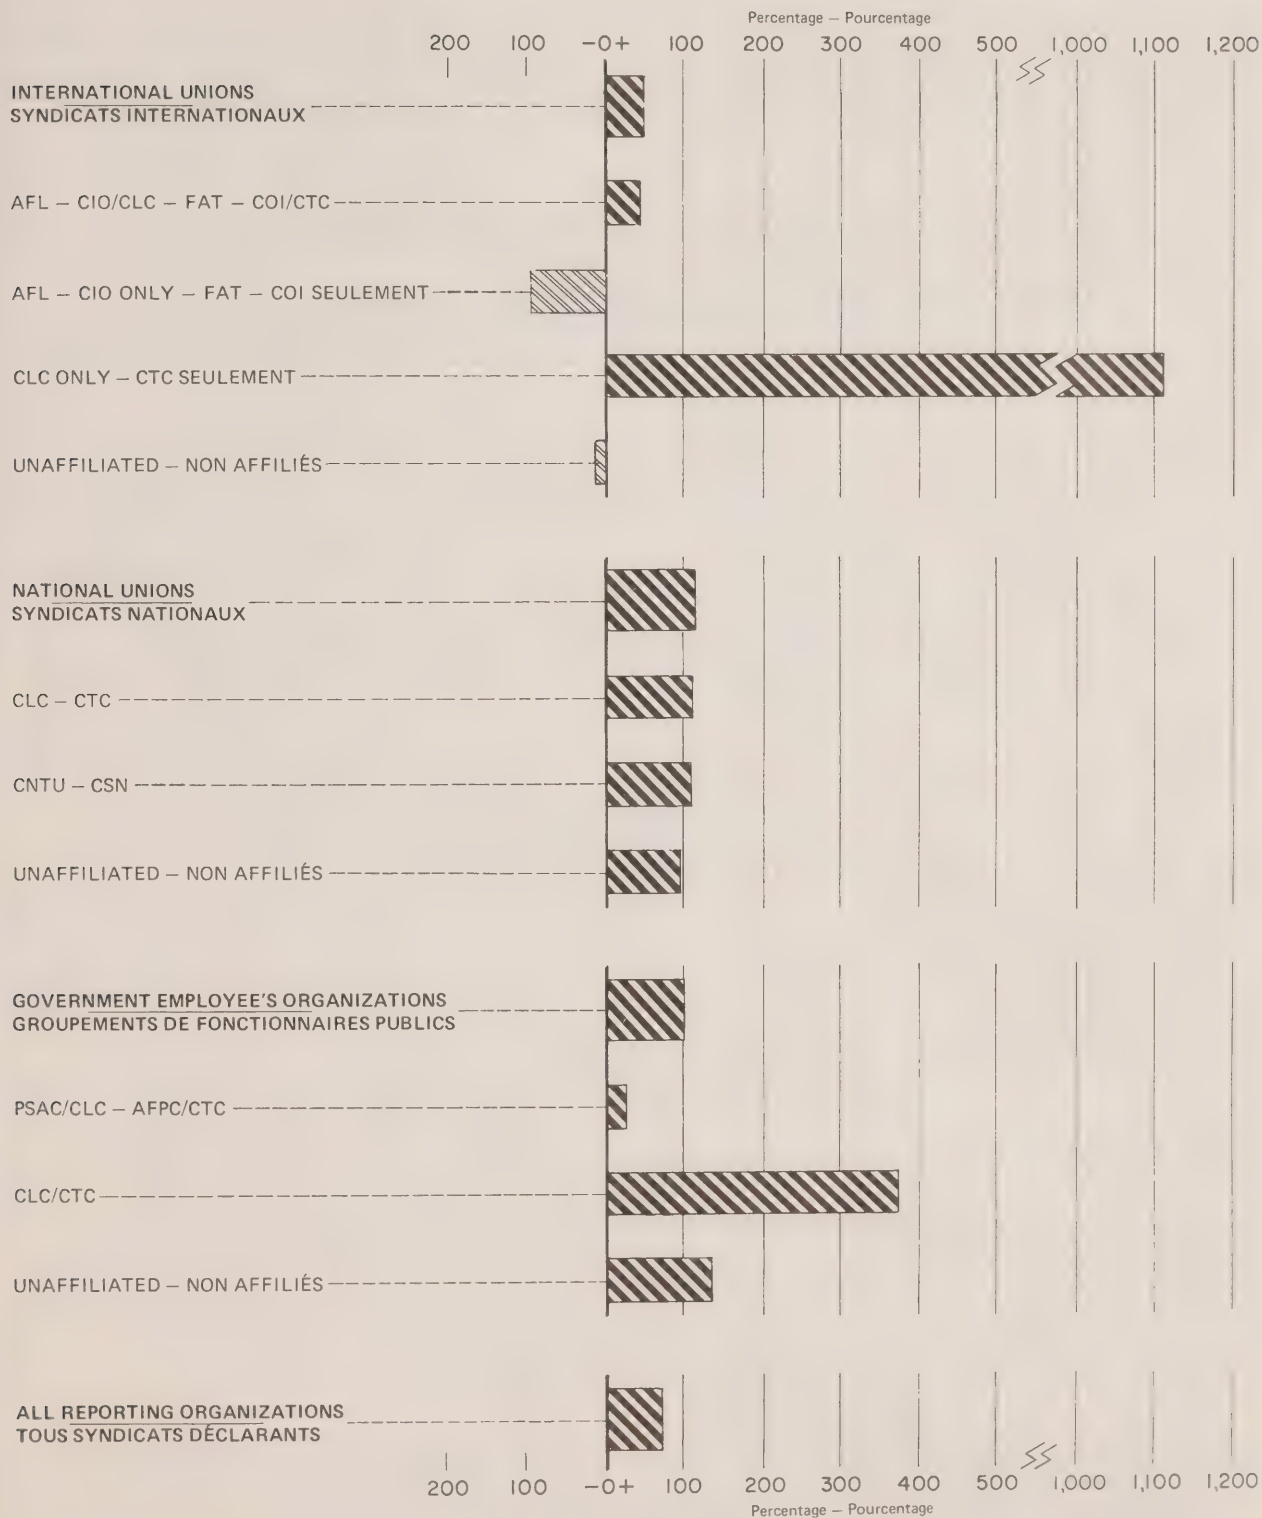 Percentage – Pourcentage
200 100 –0+ 100 200 300 400 500 1,000 1,100 1,200
INTERNATIONAL UNIONS
SYNDICATS INTERNATIONAUX
AFL – CIO/CLC – FAT – COI/CTC
AFL – CIO ONLY – FAT – COI SEULEMENT
CLC ONLY – CTC SEULEMENT
UNAFFILIATED – NON AFFILIÉS
NATIONAL UNIONS
SYNDICATS NATIONAUX
CLC – CTC
CNTU – CSN
UNAFFILIATED – NON AFFILIÉS
GOVERNMENT EMPLOYEE'S ORGANIZATIONS
GROUPEMENTS DE FONCTIONNAIRES PUBLICS
PSAC/CLC – AFPC/CTC
CLC/CTC
UNAFFILIATED – NON AFFILIÉS
ALL REPORTING ORGANIZATIONS
TOUS SYNDICATS DÉCLARANTS
200 100 –0+ 100 200 300 400 500 1,000 1,100 1,200
Percentage – Pourcentage